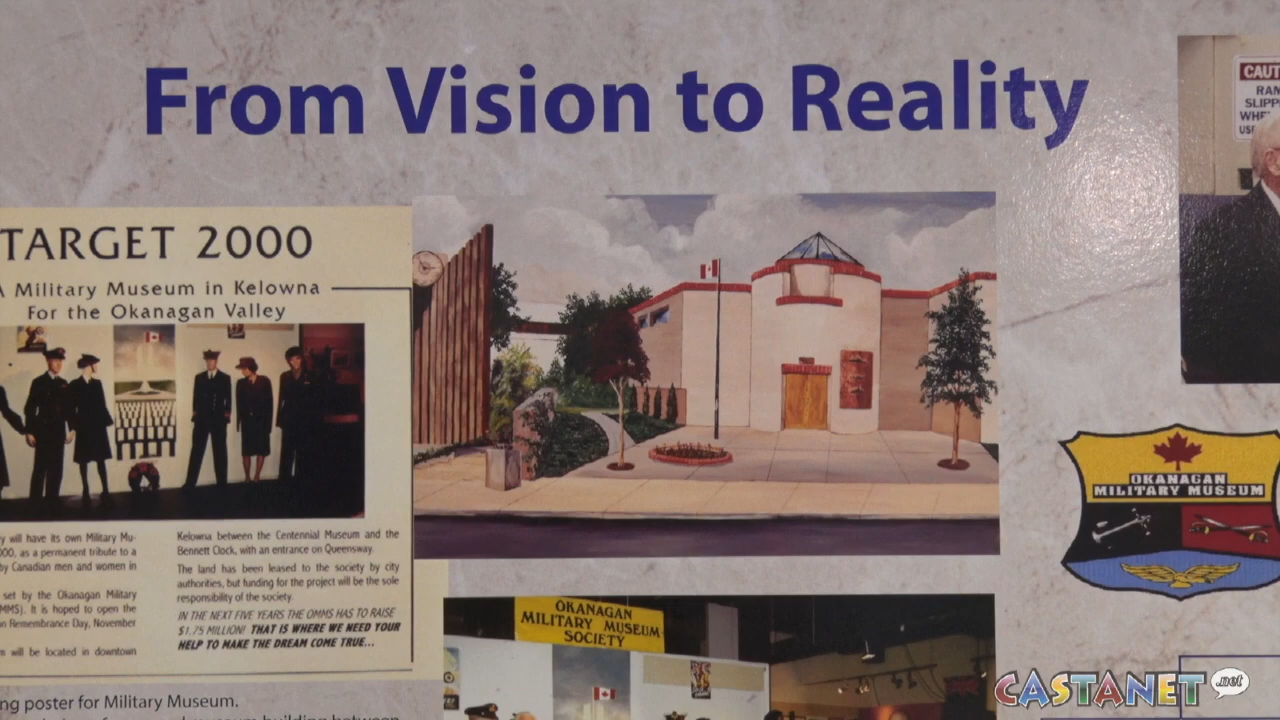 From Vision to Reality
TARGET 2000
A Military Museum in Kelowna
For the Okanagan Valley
y will have its own Military Mu-
000, as a permanent tribute to a
by Canadian men and women in
set by the Okanagan Military
MMS). It is hoped to open the
n Remembrance Day, November
m will be located in downtown
Kelowna between the Centennial Museum and the
Bennett Clock, with an entrance on Queensway.
The land has been leased to the society by city
authorities, but funding for the project will be the sole
responsibility of the society.
IN THE NEXT FIVE YEARS THE OMMS HAS TO RAISE
$1.75 MILLION! THAT IS WHERE WE NEED YOUR
HELP TO MAKE THE DREAM COME TRUE...
ng poster for Military Museum.
museum building between
OKANAGAN
MILITARY MUSEUM
SOCIETY
CAUT
RAM
SLIPP
WHE
USE
OKANAGAN
MILITARY MUSEUM
CASTANET.net